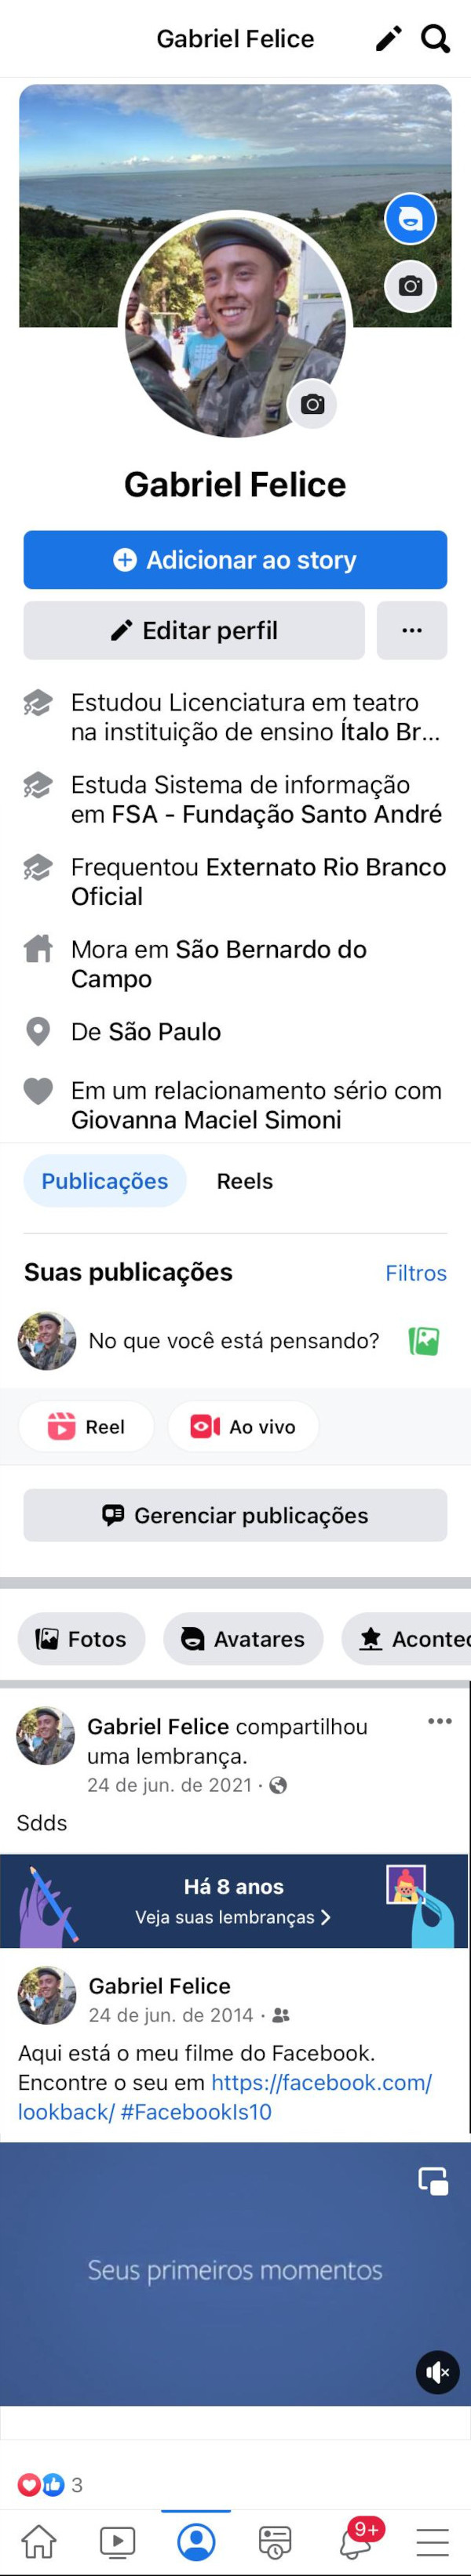 Gabriel Felice
Gabriel Felice
Adicionar ao story
Editar perfil
Estudou Licenciatura em teatro
na instituição de ensino Ítalo Br...
Estuda Sistema de informação
em FSA - Fundação Santo André
Frequentou Externato Rio Branco
Oficial
Mora em São Bernardo do
Campo
De São Paulo
Em um relacionamento sério com
Giovanna Maciel Simoni
Publicações Reels
Suas publicações Filtros
No que você está pensando?
Reel Ao vivo
Gerenciar publicações
Fotos Avatares Acontec
Gabriel Felice compartilhou
uma lembrança.
24 de jun. de 2021 ·
Sdds
Há 8 anos
Veja suas lembranças >
Gabriel Felice
24 de jun. de 2014 ·
Aqui está o meu filme do Facebook.
Encontre o seu em https://facebook.com/
lookback/ #FacebookIs10
Seus primeiros momentos
3
9+